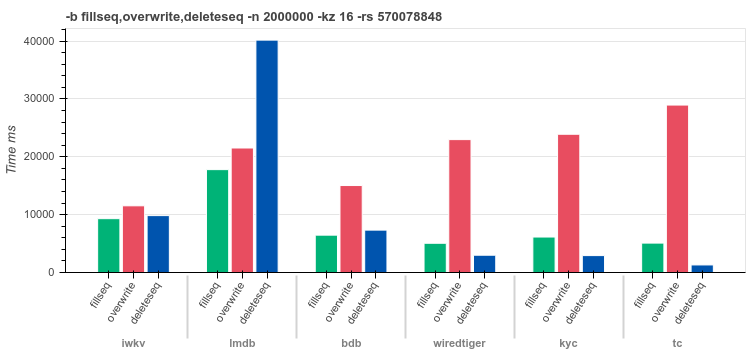 -b fillseq,overwrite,deleteseq -n 2000000 -kz 16 -rs 570078848
Time ms
40000
30000
20000
10000
0
fillseq overwrite deleteseq fillseq overwrite deleteseq fillseq overwrite deleteseq fillseq overwrite deleteseq fillseq overwrite deleteseq fillseq overwrite deleteseq
iwkv lmdb bdb wiredtiger kyc tc